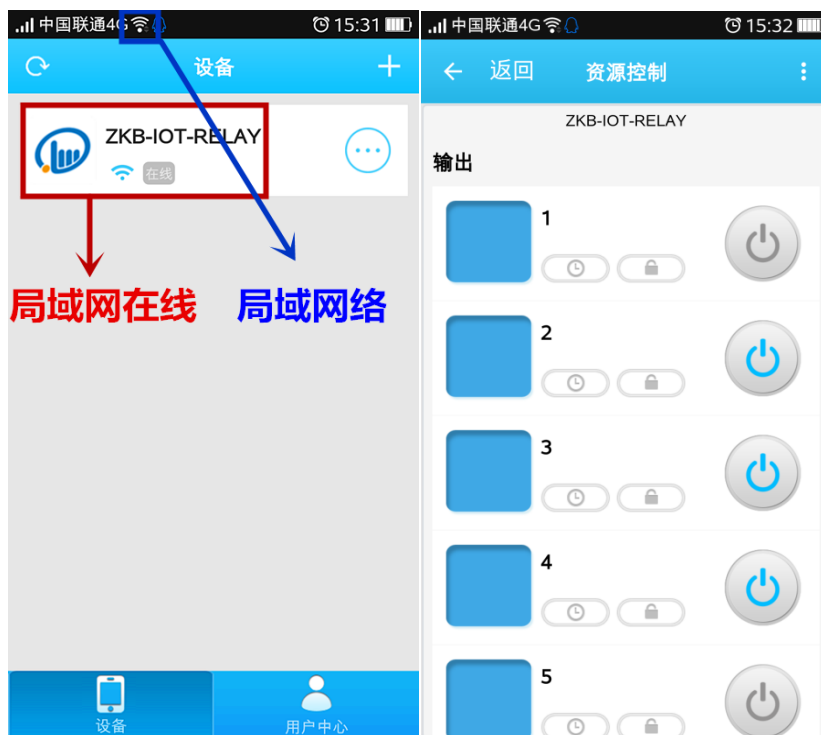 中国联通4G 15:31
设备
ZKB-IOT-RELAY
在线
局域网在线 局域网络
设备 用户中心
中国联通4G 15:32
返回 资源控制
ZKB-IOT-RELAY
输出
1
2
3
4
5